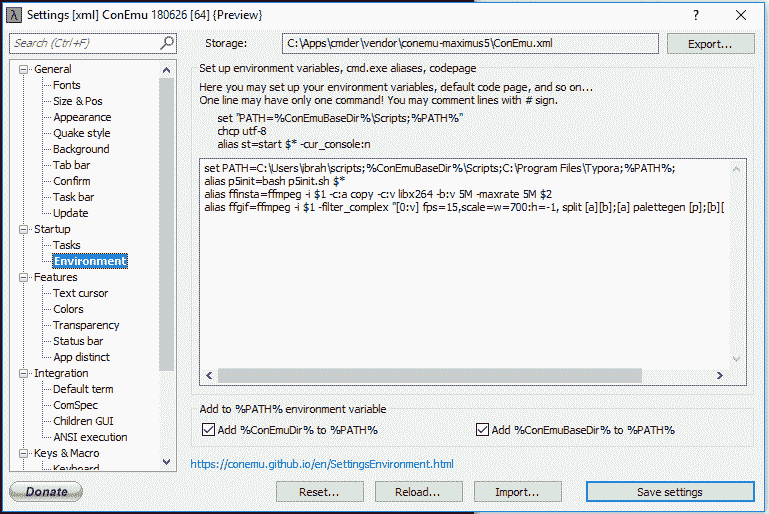 Settings [xml] ConEmu 180626 [64] {Preview}
Search (Ctrl+F)
Storage:
C:\Apps\cmder\vendor\conemu-maximus5\ConEmu.xml
Export...
General
Fonts
Size & Pos
Appearance
Quake style
Background
Tab bar
Confirm
Task bar
Update
Startup
Tasks
Environment
Features
Text cursor
Colors
Transparency
Status bar
App distinct
Integration
Default term
ComSpec
Children GUI
ANSI execution
Keys & Macro
Keyboard
Set up environment variables, cmd.exe aliases, codepage
Here you may set up your environment variables, default code page, and so on...
One line may have only one command! You may comment lines with # sign.
set "PATH=%ConEmuBaseDir%\Scripts;%PATH%"
chcp utf-8
alias st=start $* -cur_console:n
set PATH=C:\Users\ibrah\scripts;%ConEmuBaseDir%\Scripts;C:\Program Files\Typora;%PATH%;
alias p5init=bash p5init.sh $*
alias ffinsta=ffmpeg -i $1 -c:a copy -c:v libx264 -b:v 5M -maxrate 5M $2
alias ffgif=ffmpeg -i $1 -filter_complex "[0:v] fps=15,scale=w=700:h=-1, split [a][b];[a] palettegen [p];[b][
Add to %PATH% environment variable
Add %ConEmuDir% to %PATH%
Add %ConEmuBaseDir% to %PATH%
https://conemu.github.io/en/SettingsEnvironment.html
Donate
Reset...
Reload...
Import...
Save settings